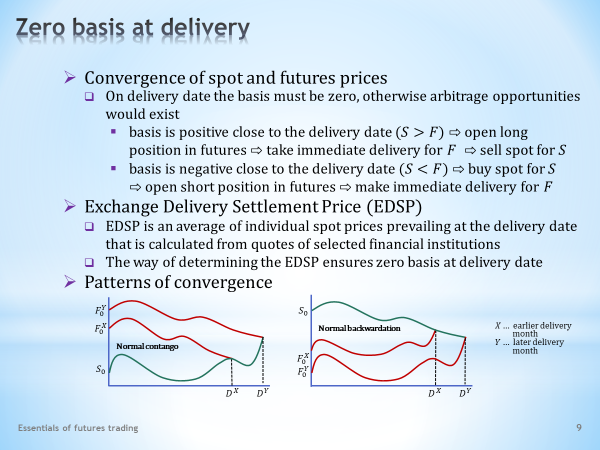 Zero basis at delivery
➢ Convergence of spot and futures prices
❑ On delivery date the basis must be zero, otherwise arbitrage opportunities
would exist
▪ basis is positive close to the delivery date (S > F) ⇨ open long
position in futures ⇨ take immediate delivery for F ⇨ sell spot for S
▪ basis is negative close to the delivery date (S < F) ⇨ buy spot for S
⇨ open short position in futures ⇨ make immediate delivery for F
➢ Exchange Delivery Settlement Price (EDSP)
❑ EDSP is an average of individual spot prices prevailing at the delivery date
that is calculated from quotes of selected financial institutions
❑ The way of determining the EDSP ensures zero basis at delivery date
➢ Patterns of convergence
F₀^Y
F₀^X
Normal contango
S₀
D^X D^Y
S₀
Normal backwardation
F₀^X
F₀^Y
D^X D^Y
X ... earlier delivery
month
Y ... later delivery
month
Essentials of futures trading
9